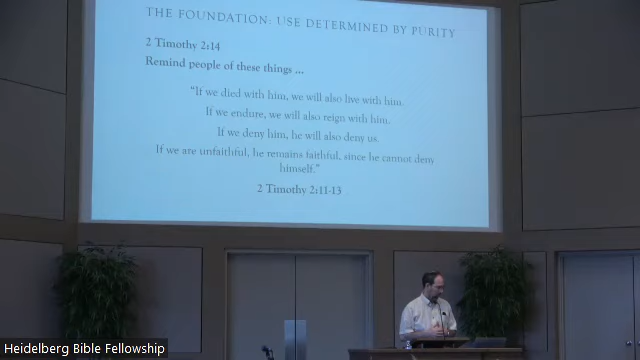 THE FOUNDATION: USE DETERMINED BY PURITY
2 Timothy 2:14
Remind people of these things ...
“If we died with him, we will also live with him.
If we endure, we will also reign with him.
If we deny him, he will also deny us.
If we are unfaithful, he remains faithful, since he cannot deny
himself.”
2 Timothy 2:11-13
Heidelberg Bible Fellowship